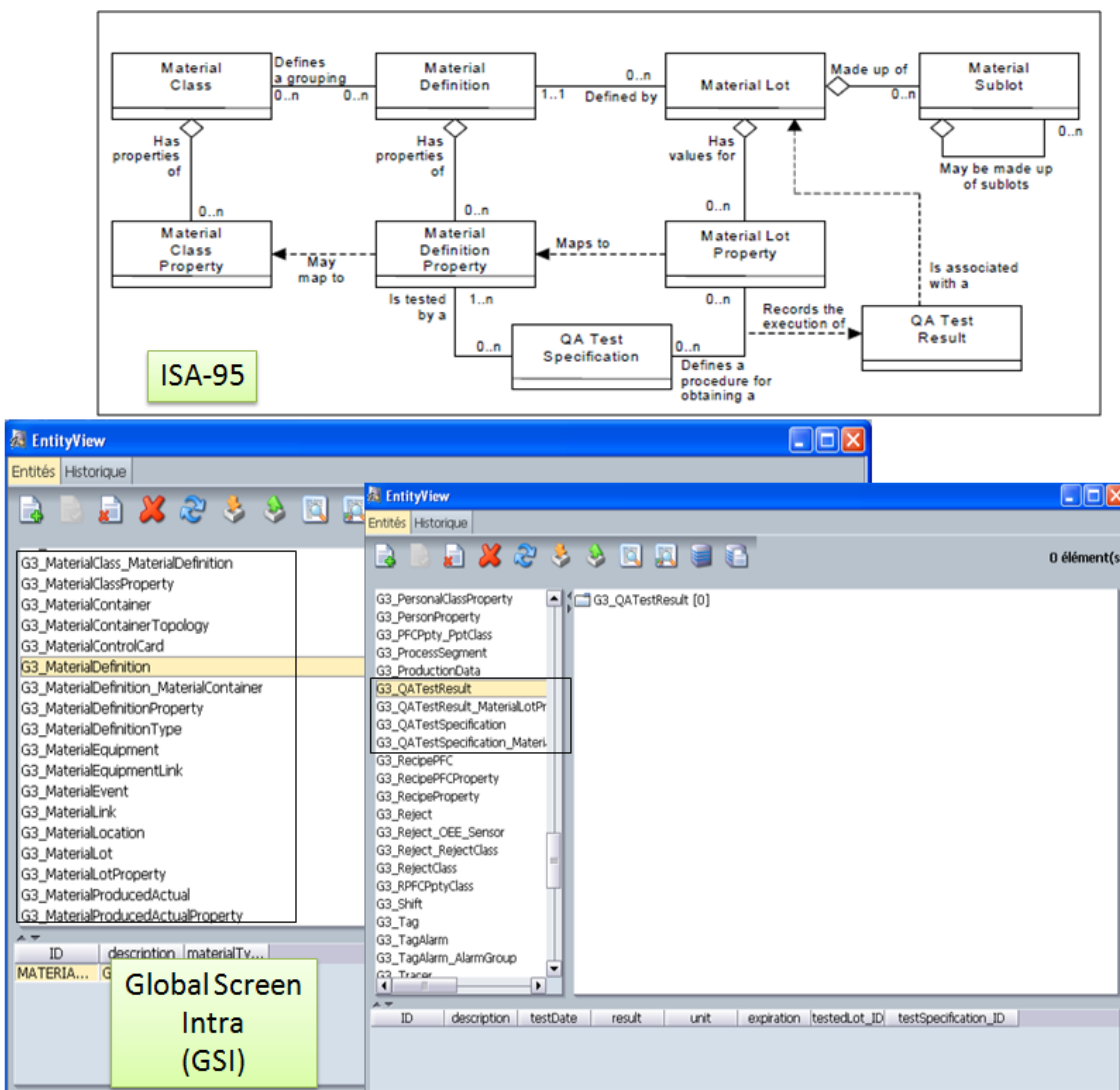 Material
Class
Defines
a grouping
0..n
0..n
Material
Definition
1..1
0..n
Defined by
Material Lot
Made up of
0..n
Material
Sublot
0..n
May be made up
of sublots
Has
properties
of
0..n
Has
properties
of
0..n
Has
values for
0..n
Material
Class
Property
May
map to
Material
Definition
Property
Maps to
Material Lot
Property
Is associated
with a
Is tested
by a
1..n
0..n
QA Test
Specification
0..n
0..n
Defines a
procedure for
obtaining a
Records the
execution of
QA Test
Result
ISA-95
EntityView
Entités Historique
G3_MaterialClass_MaterialDefinition
G3_MaterialClassProperty
G3_MaterialContainer
G3_MaterialContainerTopology
G3_MaterialControlCard
G3_MaterialDefinition
G3_MaterialDefinition_MaterialContainer
G3_MaterialDefinitionProperty
G3_MaterialDefinitionType
G3_MaterialEquipment
G3_MaterialEquipmentLink
G3_MaterialEvent
G3_MaterialLink
G3_MaterialLocation
G3_MaterialLot
G3_MaterialLotProperty
G3_MaterialProducedActual
G3_MaterialProducedActualProperty
ID description materialTy...
MATERIA... G
Global Screen
Intra
(GSI)
EntityView
Entités Historique
0 élément(s
G3_PersonalClassProperty
G3_PersonProperty
G3_PFCPpty_PptClass
G3_ProcessSegment
G3_ProductionData
G3_QATestResult
G3_QATestResult_MaterialLotPr
G3_QATestSpecification
G3_QATestSpecification_Materi
G3_RecipePFC
G3_RecipePFCProperty
G3_RecipeProperty
G3_Reject
G3_Reject_OEE_Sensor
G3_Reject_RejectClass
G3_RejectClass
G3_RPFCPptyClass
G3_Shift
G3_Tag
G3_TagAlarm
G3_TagAlarm_AlarmGroup
G3_Tracer
G3_QATestResult [0]
ID description testDate result unit expiration testedLot_ID testSpecification_ID